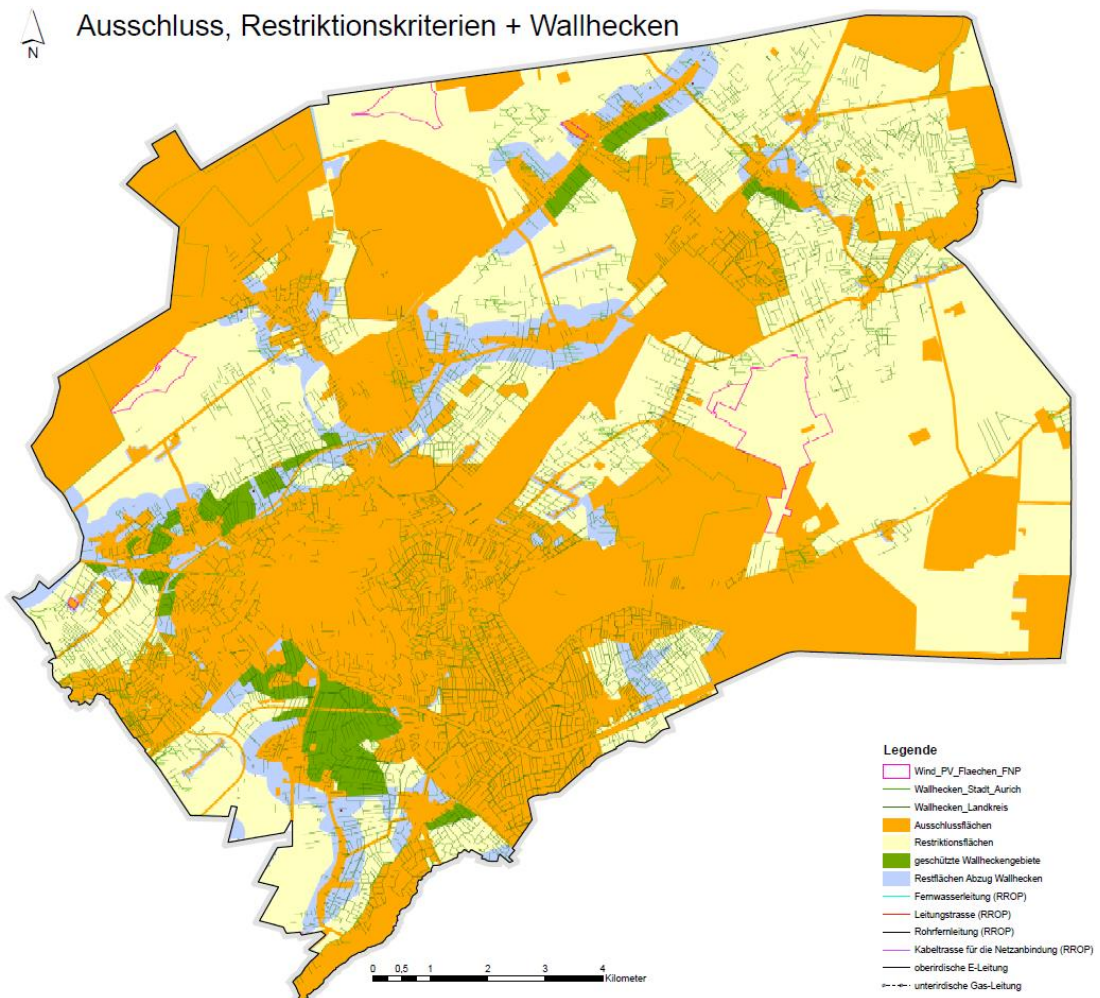 Ausschluss, Restriktionskriterien + Wallhecken
N
Legende
Wind_PV_Flaechen_FNP
Wallhecken_Stadt_Aurich
Wallhecken_Landkreis
Ausschlussflächen
Restriktionsflächen
geschützte Wallheckengebiete
Restflächen Abzug Wallhecken
Fernwasserleitung (RROP)
Leitungstrasse (RROP)
Rohrfernleitung (RROP)
Kabeltrasse für die Netzanbindung (RROP)
oberirdische E-Leitung
unterirdische Gas-Leitung
0 0,5 1 2 3 4
Kilometer